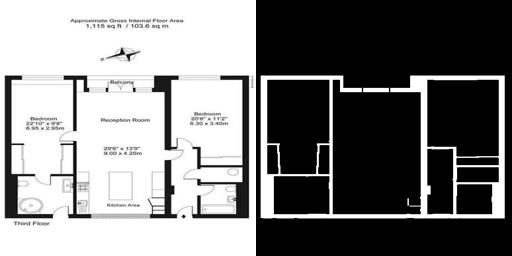 Approximate Gross Internal Floor Area
1,115 sq ft / 103.6 sq m
Balcony
Bedroom
22'10" x 9'8"
6.95 x 2.95m
Reception Room
29'6" x 13'9"
9.00 x 4.20m
Bedroom
20'8" x 11'2"
6.30 x 3.40m
Kitchen Area
Third Floor